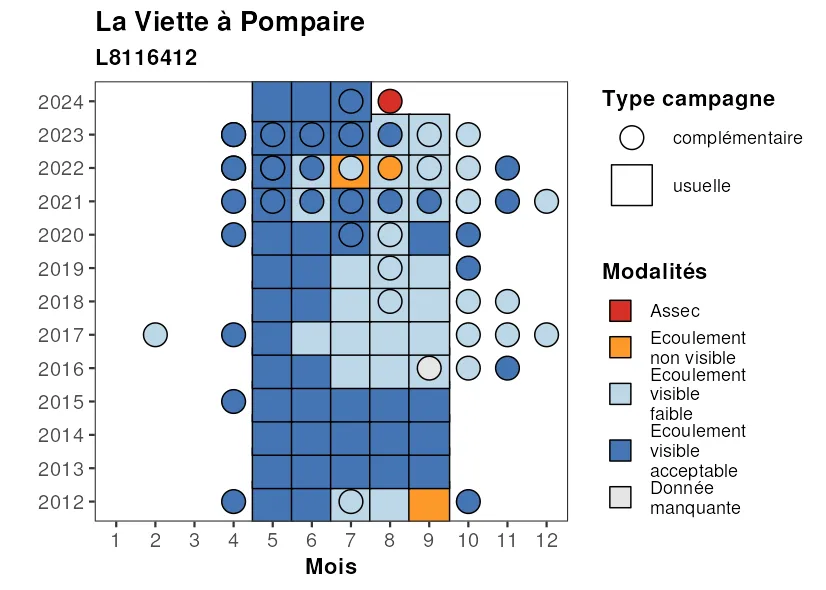 La Viette à Pompaire
L8116412
2024
2023
2022
2021
2020
2019
2018
2017
2016
2015
2014
2013
2012
1 2 3 4 5 6 7 8 9 10 11 12
Mois
Type campagne
complémentaire
usuelle
Modalités
Assec
Ecoulement
non visible
Ecoulement
visible
faible
Ecoulement
visible
acceptable
Donnée
manquante